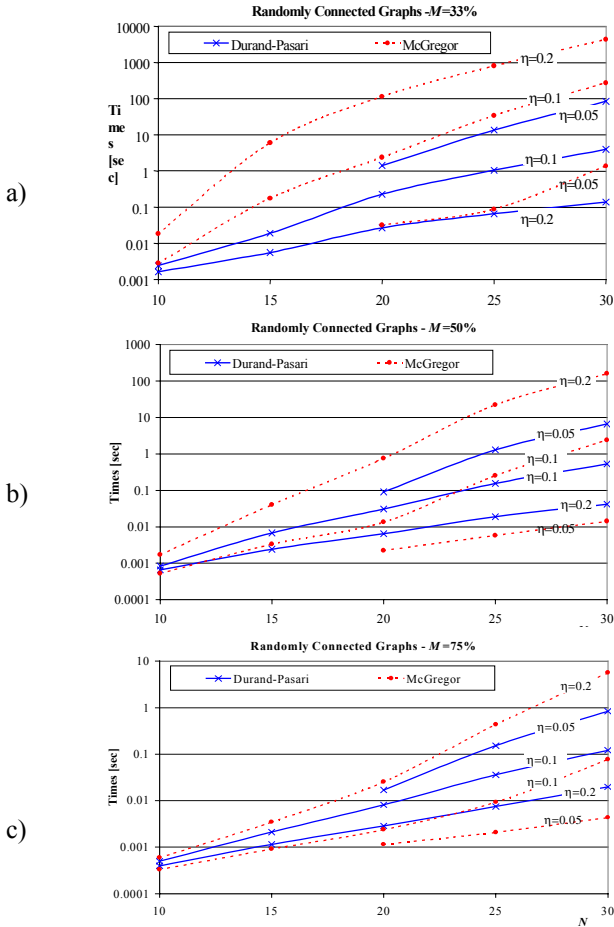 a)
Randomly Connected Graphs -M=33%
Durand-Pasari
McGregor
Ti
me
s
[se
c]
10000
1000
100
10
1
0.1
0.01
0.001
η=0.2
η=0.1
η=0.05
η=0.1
η=0.05
η=0.2
10 15 20 25 30
b)
Randomly Connected Graphs - M=50%
Durand-Pasari
McGregor
Times [sec]
1000
100
10
1
0.1
0.01
0.001
0.0001
η=0.2
η=0.05
η=0.1
η=0.1
η=0.2
η=0.05
10 15 20 25 30
c)
Randomly Connected Graphs - M=75%
Durand-Pasari
McGregor
Times [sec]
10
1
0.1
0.01
0.001
0.0001
η=0.2
η=0.05
η=0.1
η=0.1
η=0.2
η=0.05
10 15 20 25 30
N